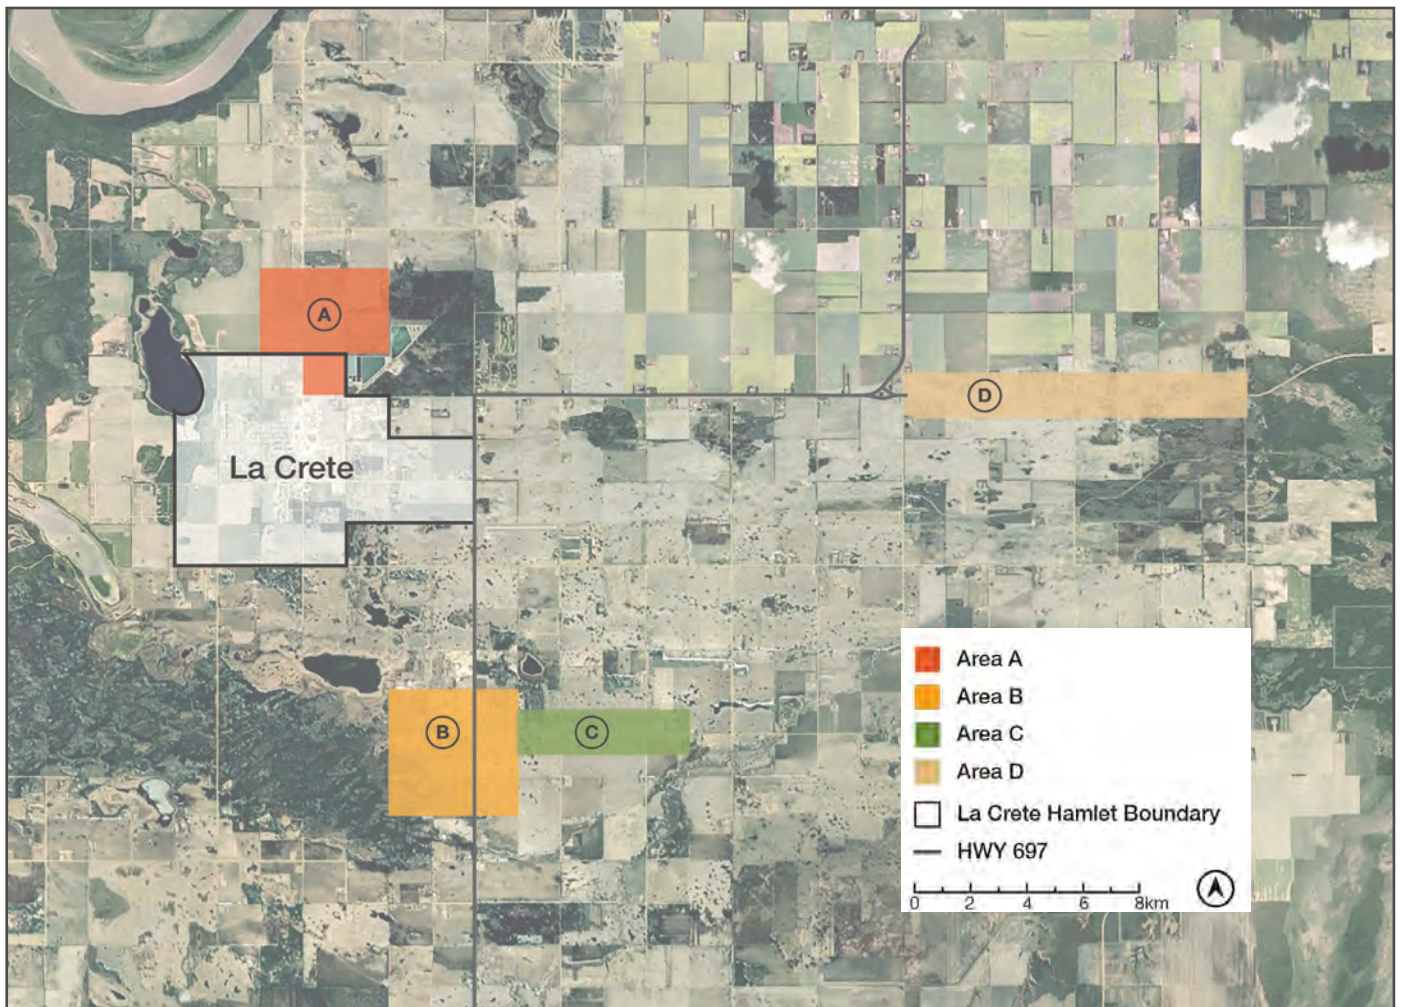 A
D
La Crete
B
C
Area A
Area B
Area C
Area D
La Crete Hamlet Boundary
HWY 697
0 2 4 6 8km